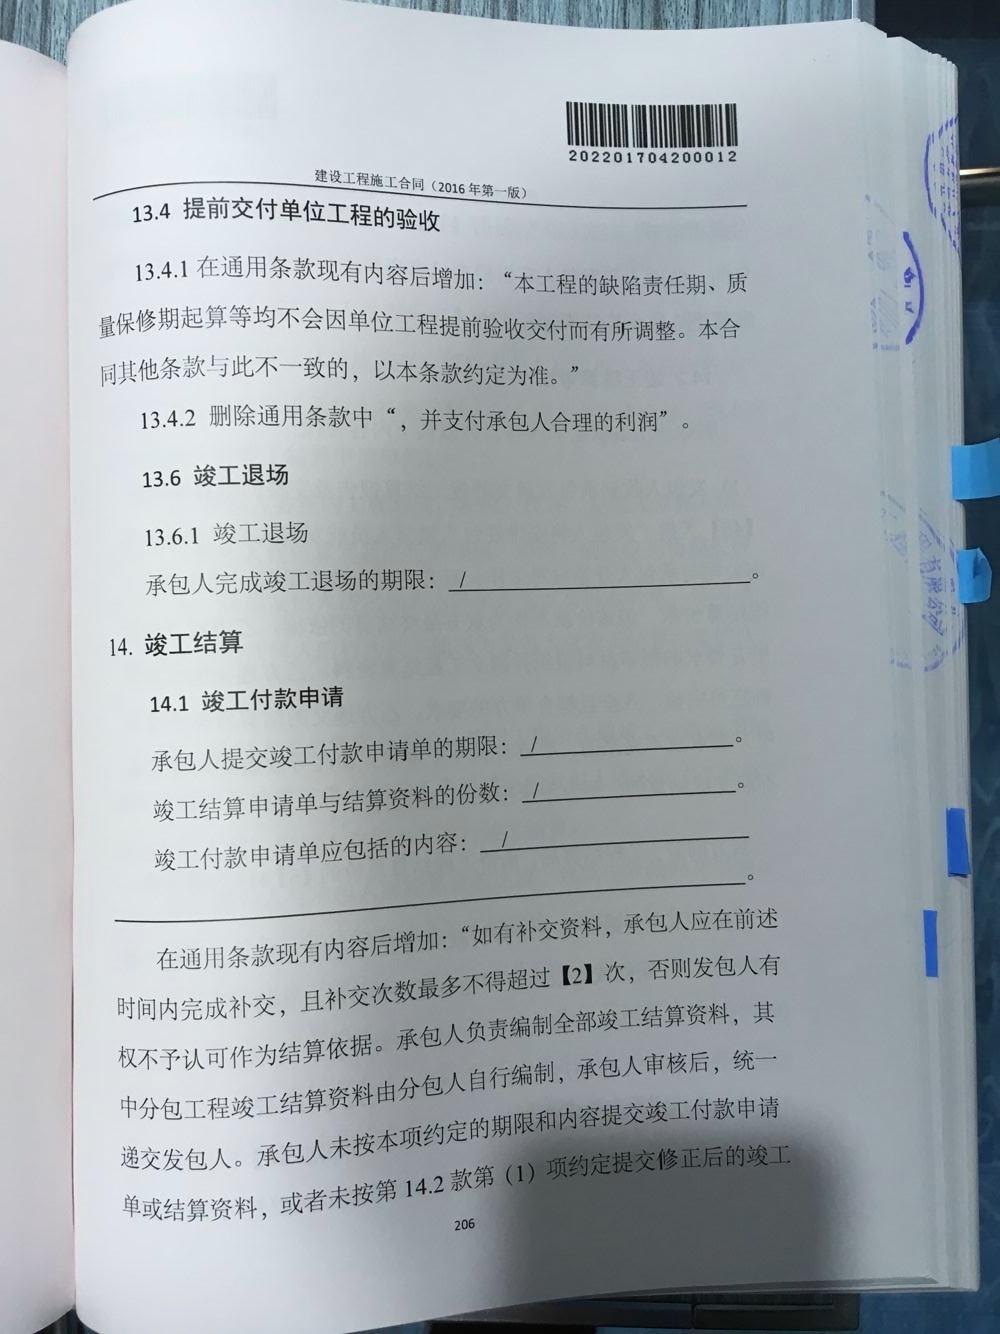 202201704200012
建设工程施工合同（2016 年第一版）
13.4 提前交付单位工程的验收
13.4.1 在通用条款现有内容后增加：“本工程的缺陷责任期、质
量保修期起算等均不会因单位工程提前验收交付而有所调整。本合
同其他条款与此不一致的，以本条款约定为准。”
13.4.2 删除通用条款中“，并支付承包人合理的利润”。
13.6 竣工退场
13.6.1 竣工退场
承包人完成竣工退场的期限：/。
14. 竣工结算
14.1 竣工付款申请
承包人提交竣工付款申请单的期限：/。
竣工结算申请单与结算资料的份数：/。
竣工付款申请单应包括的内容：/
。
在通用条款现有内容后增加：“如有补交资料，承包人应在前述
时间内完成补交，且补交次数最多不得超过【2】次，否则发包人有
权不予认可作为结算依据。承包人负责编制全部竣工结算资料，其
中分包工程竣工结算资料由分包人自行编制，承包人审核后，统一
递交发包人。承包人未按本项约定的期限和内容提交竣工付款申请
单或结算资料，或者未按第 14.2 款第（1）项约定提交修正后的竣工
206